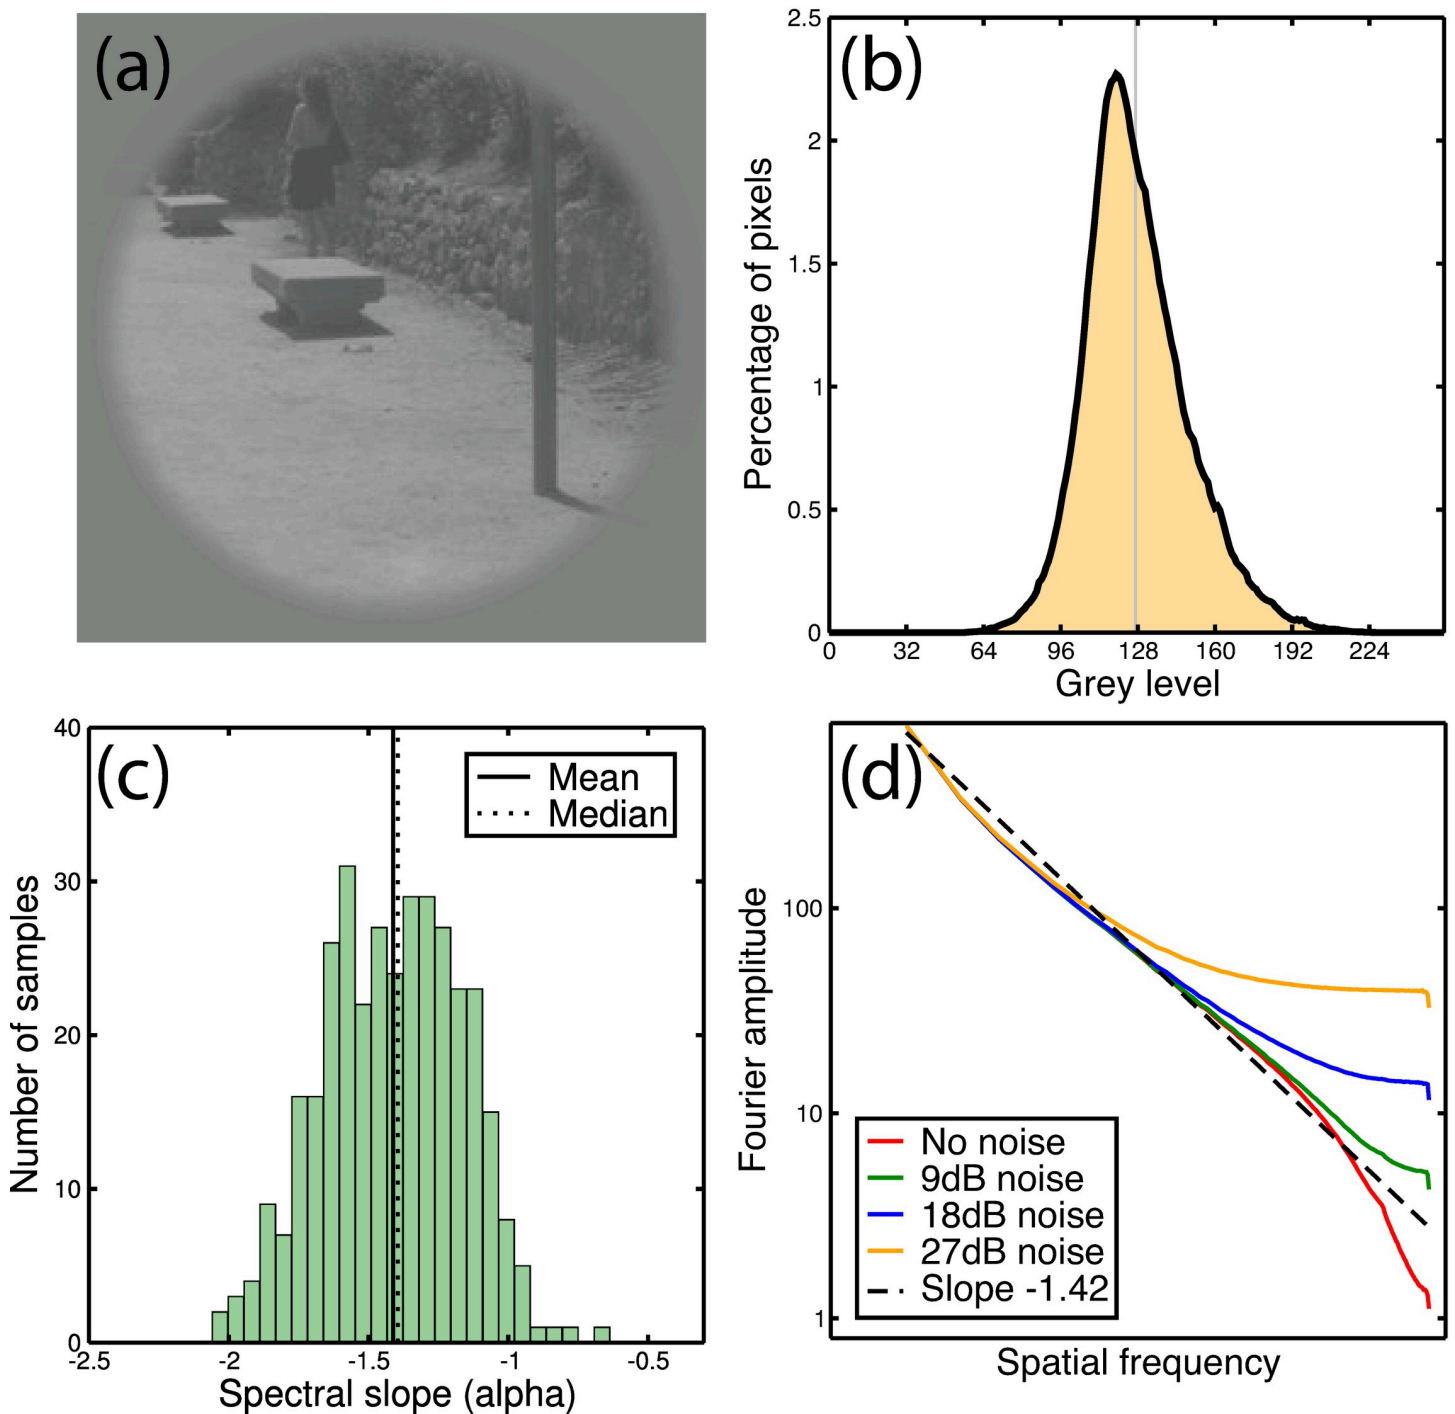 (a)
(b)
2.5
2
1.5
1
0.5
0
Percentage of pixels
0 32 64 96 128 160 192 224
Grey level
(c)
40
30
20
10
0
Number of samples
Mean
Median
-2.5 -2 -1.5 -1 -0.5
Spectral slope (alpha)
(d)
100
10
1
Fourier amplitude
No noise
9dB noise
18dB noise
27dB noise
Slope -1.42
Spatial frequency